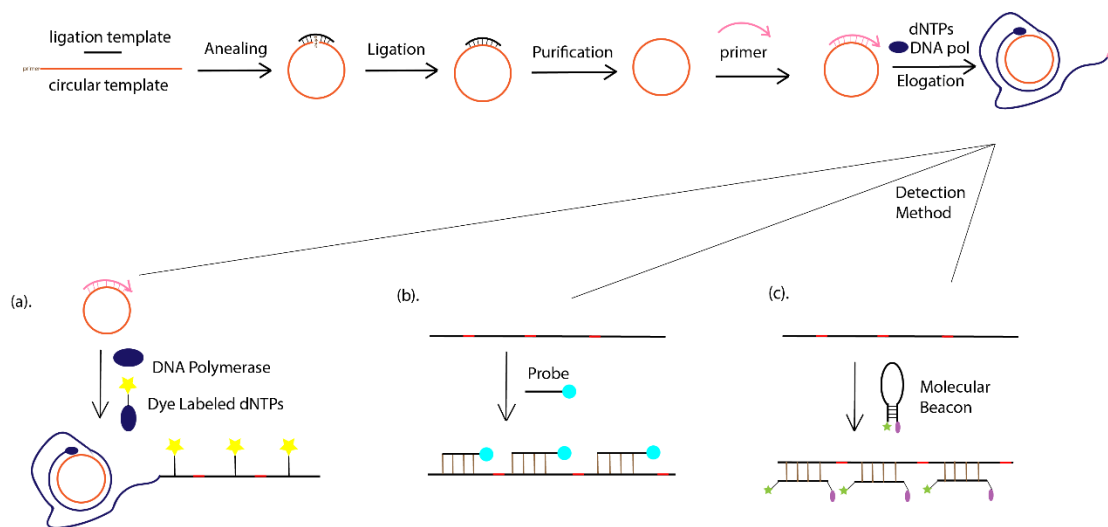 ligation template
prime
circular template
Anealing
Ligation
Purification
primer
dNTPs
DNA pol
Elogation
Detection
Method
(a).
DNA Polymerase
Dye Labeled dNTPs
(b).
Probe
(c).
Molecular
Beacon